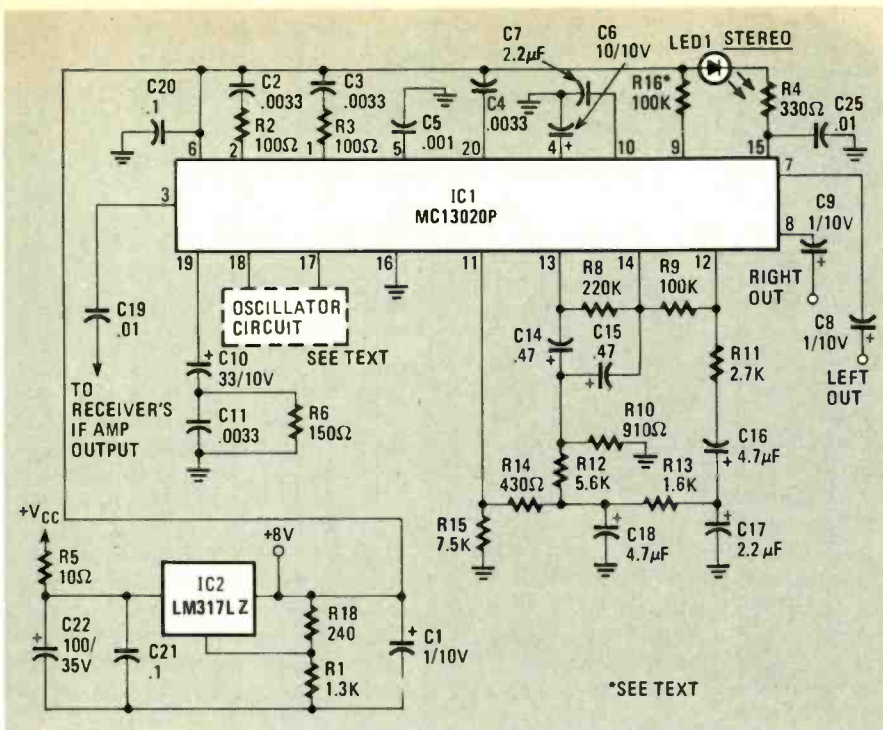 C7
2.2µF
C6
10/10V
LED1 STEREO
C20
.1
C2
.0033
C3
.0033
C5
.001
C4
.0033
R16*
100K
R4
330Ω
C25
.01
R2
100Ω
R3
100Ω
6
2
1
5
20
4
+
10
9
15
7
3
IC1
MC13020P
8
C9
1/10V
+
RIGHT
OUT
C8
1/10V
+
LEFT
OUT
19
18
17
16
11
13
14
12
OSCILLATOR
CIRCUIT
SEE TEXT
C19
.01
TO
RECEIVER'S
IF AMP
OUTPUT
+
C10
33/10V
C11
.0033
R6
150Ω
R8
220K
R9
100K
C14
.47
+
C15
.47
+
R11
2.7K
R10
910Ω
C16
4.7µF
+
R14
430Ω
R12
5.6K
R13
1.6K
R15
7.5K
+
C18
4.7µF
+
C17
2.2µF
+VCC
R5
10Ω
+8V
IC2
LM317LZ
R18
240
+
C1
1/10V
+
C22
100/
35V
C21
.1
R1
1.3K
*SEE TEXT